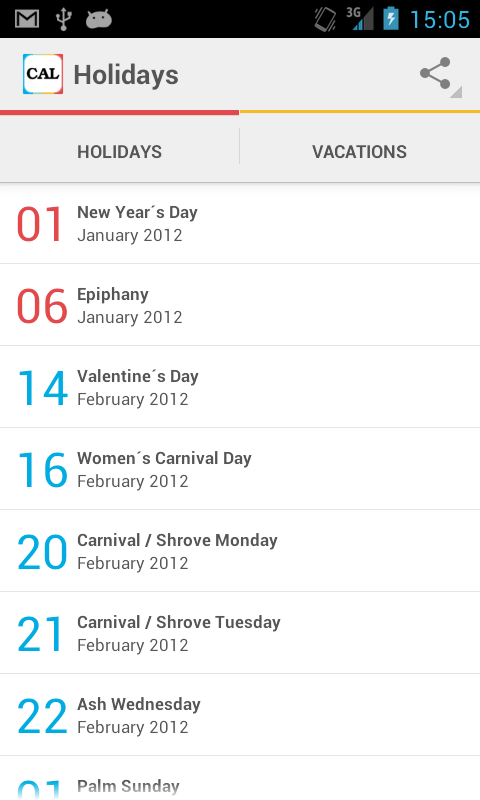 3G 15:05
CAL Holidays
HOLIDAYS VACATIONS
01 New Year´s Day
January 2012
06 Epiphany
January 2012
14 Valentine´s Day
February 2012
16 Women´s Carnival Day
February 2012
20 Carnival / Shrove Monday
February 2012
21 Carnival / Shrove Tuesday
February 2012
22 Ash Wednesday
February 2012
01 Palm Sunday